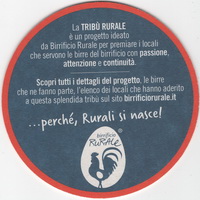 La TRIBÙ RURALE
è un progetto ideato
da Birrificio Rurale per premiare i locali
che servono le birre del birrificio con passione,
attenzione e continuità.
Scopri tutti i dettagli del progetto, le birre
che ne fanno parte, l'elenco dei locali che hanno aderito
a questa splendida tribù sul sito birrificiorurale.it
...perché, Rurali si nasce!
birrificio
RURALE